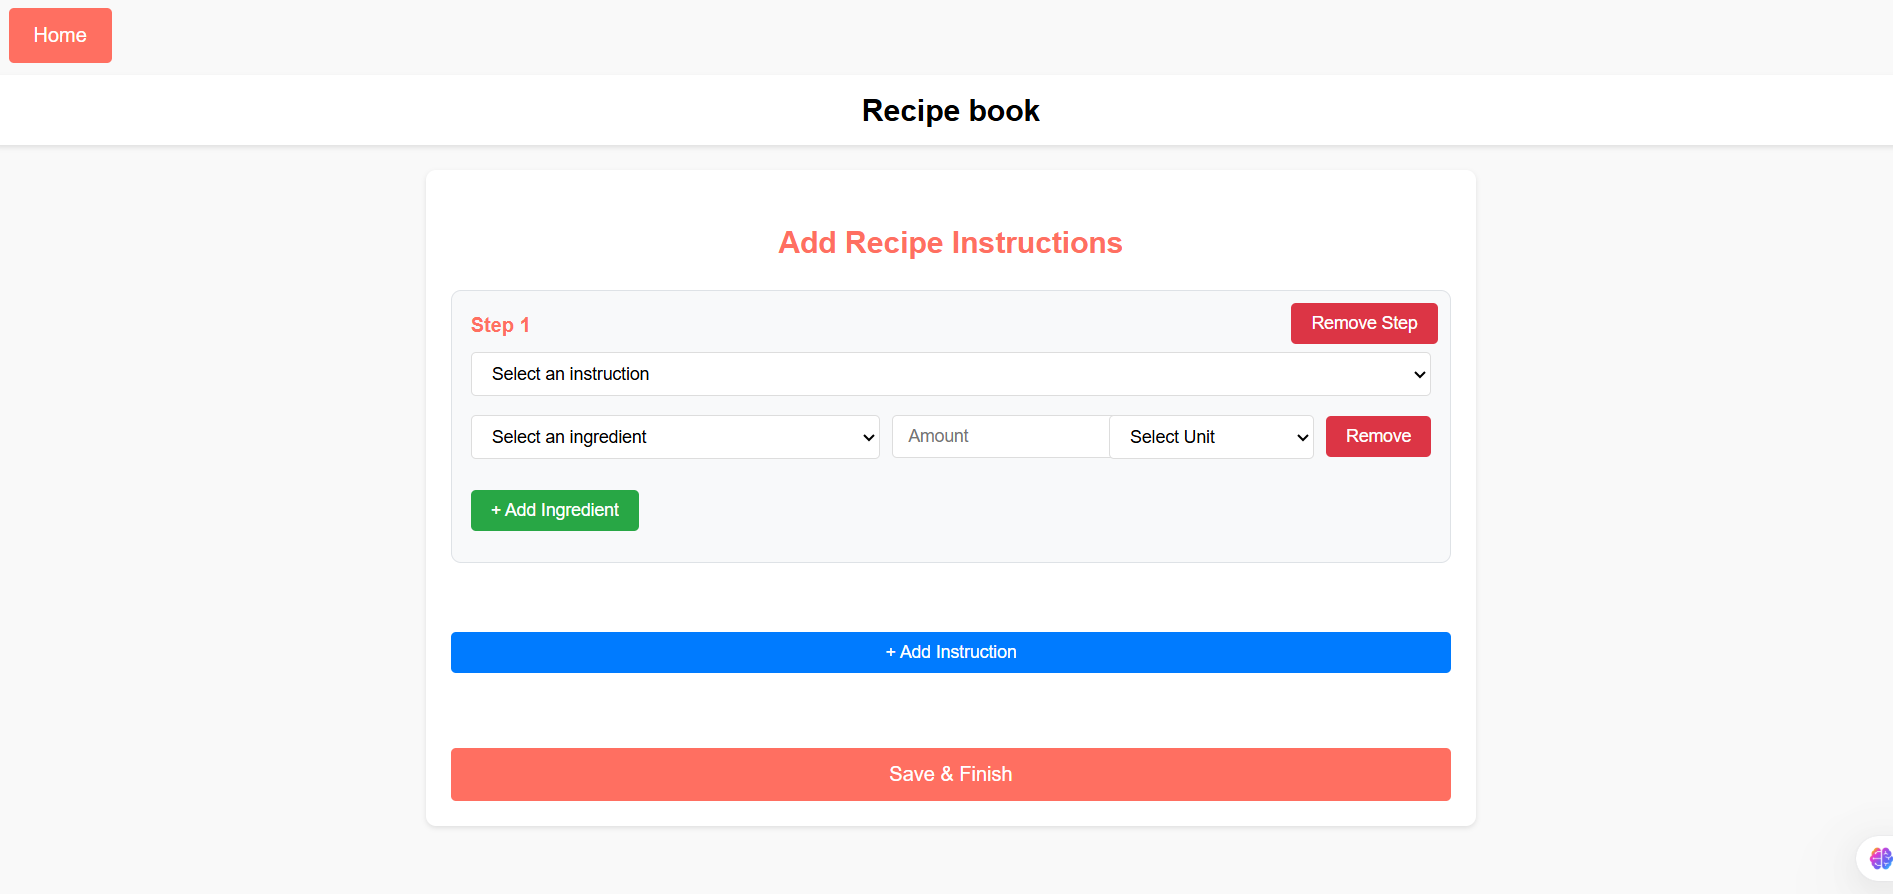 Home
Recipe book
Add Recipe Instructions
Step 1
Remove Step
Select an instruction
Select an ingredient
Amount
Select Unit
Remove
+ Add Ingredient
+ Add Instruction
Save & Finish